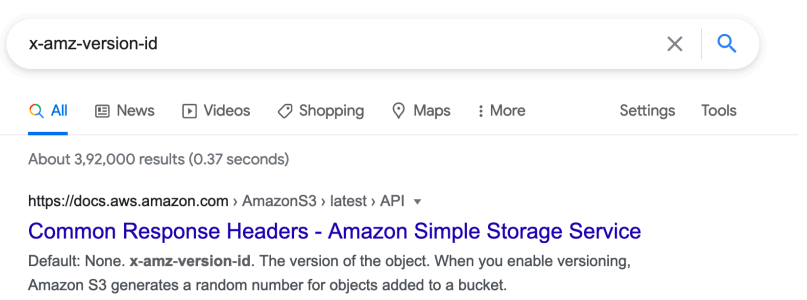 x-amz-version-id
All News Videos Shopping Maps More Settings Tools
About 3,92,000 results (0.37 seconds)
https://docs.aws.amazon.com › AmazonS3 › latest › API
Common Response Headers - Amazon Simple Storage Service
Default: None. x-amz-version-id. The version of the object. When you enable versioning,
Amazon S3 generates a random number for objects added to a bucket.